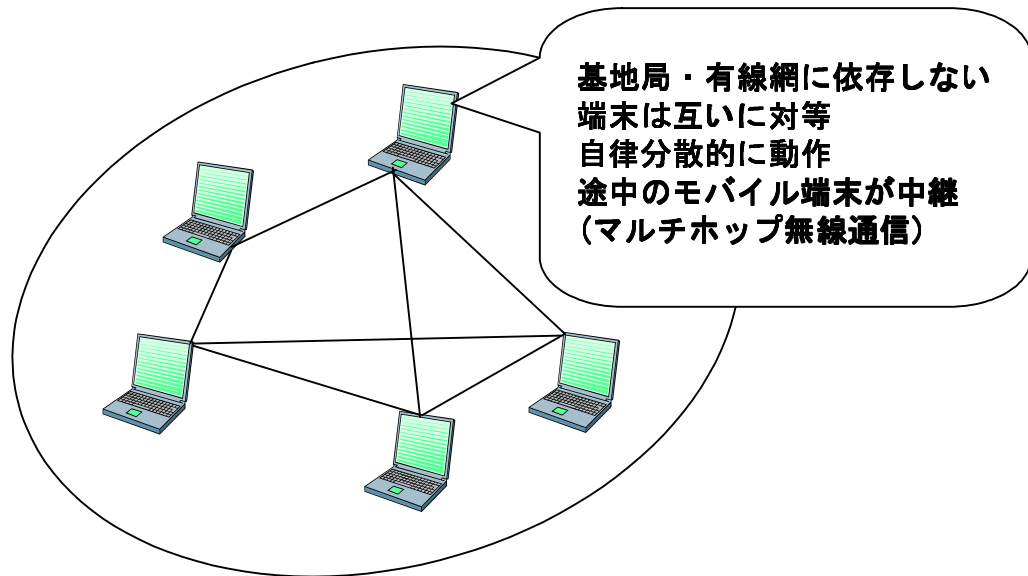 基地局・有線網に依存しない
端末は互いに対等
自律分散的に動作
途中のモバイル端末が中継
(マルチホップ無線通信)